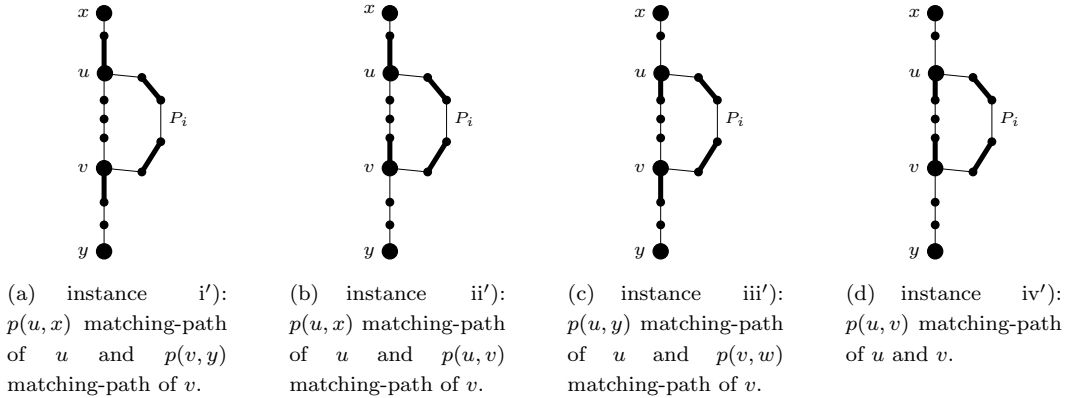 x
u
P_i
v
y
(a) instance i′):
p(u, x) matching-path
of u and p(v, y)
matching-path of v.
x
u
P_i
v
y
(b) instance ii′):
p(u, x) matching-path
of u and p(u, v)
matching-path of v.
x
u
P_i
v
y
(c) instance iii′):
p(u, y) matching-path
of u and p(v, w)
matching-path of v.
x
u
P_i
v
y
(d) instance iv′):
p(u, v) matching-path
of u and v.